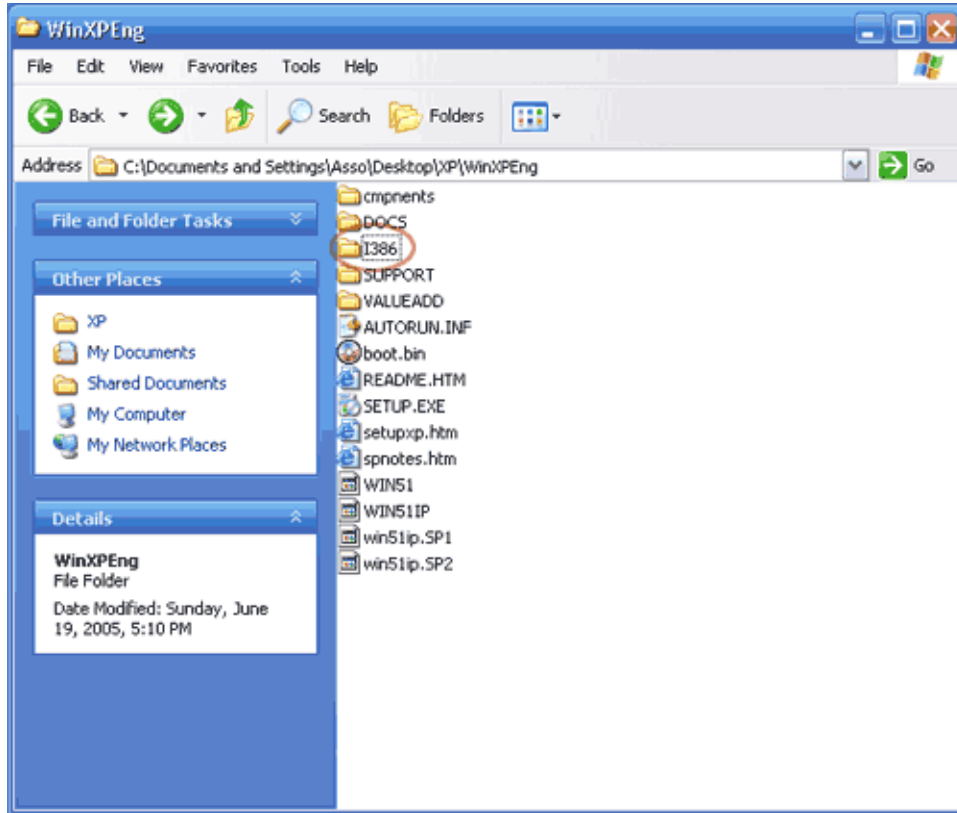 WinXPEng
File Edit View Favorites Tools Help
Back Search Folders
Address C:\Documents and Settings\Asso\Desktop\XP\WinXPEng Go
File and Folder Tasks
Other Places
XP
My Documents
Shared Documents
My Computer
My Network Places
Details
WinXPEng
File Folder
Date Modified: Sunday, June
19, 2005, 5:10 PM
cmpnents
DOCS
I386
SUPPORT
VALUEADD
AUTORUN.INF
boot.bin
README.HTM
SETUP.EXE
setupxp.htm
spnotes.htm
WIN51
WIN51IP
win51ip.SP1
win51ip.SP2